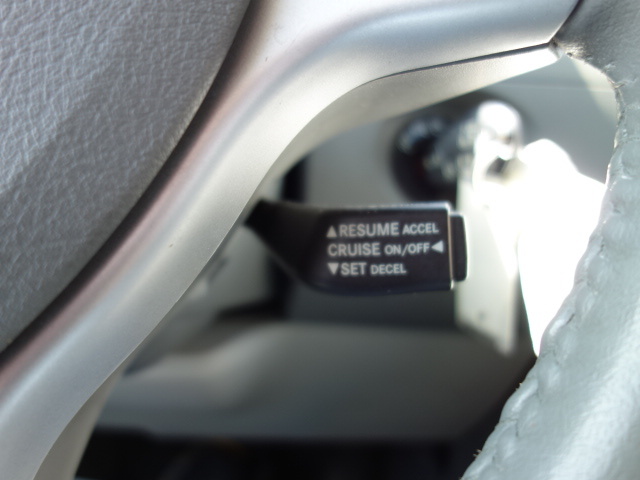 ▲RESUME ACCEL
CRUISE ON/OFF◀
▼SET DECEL